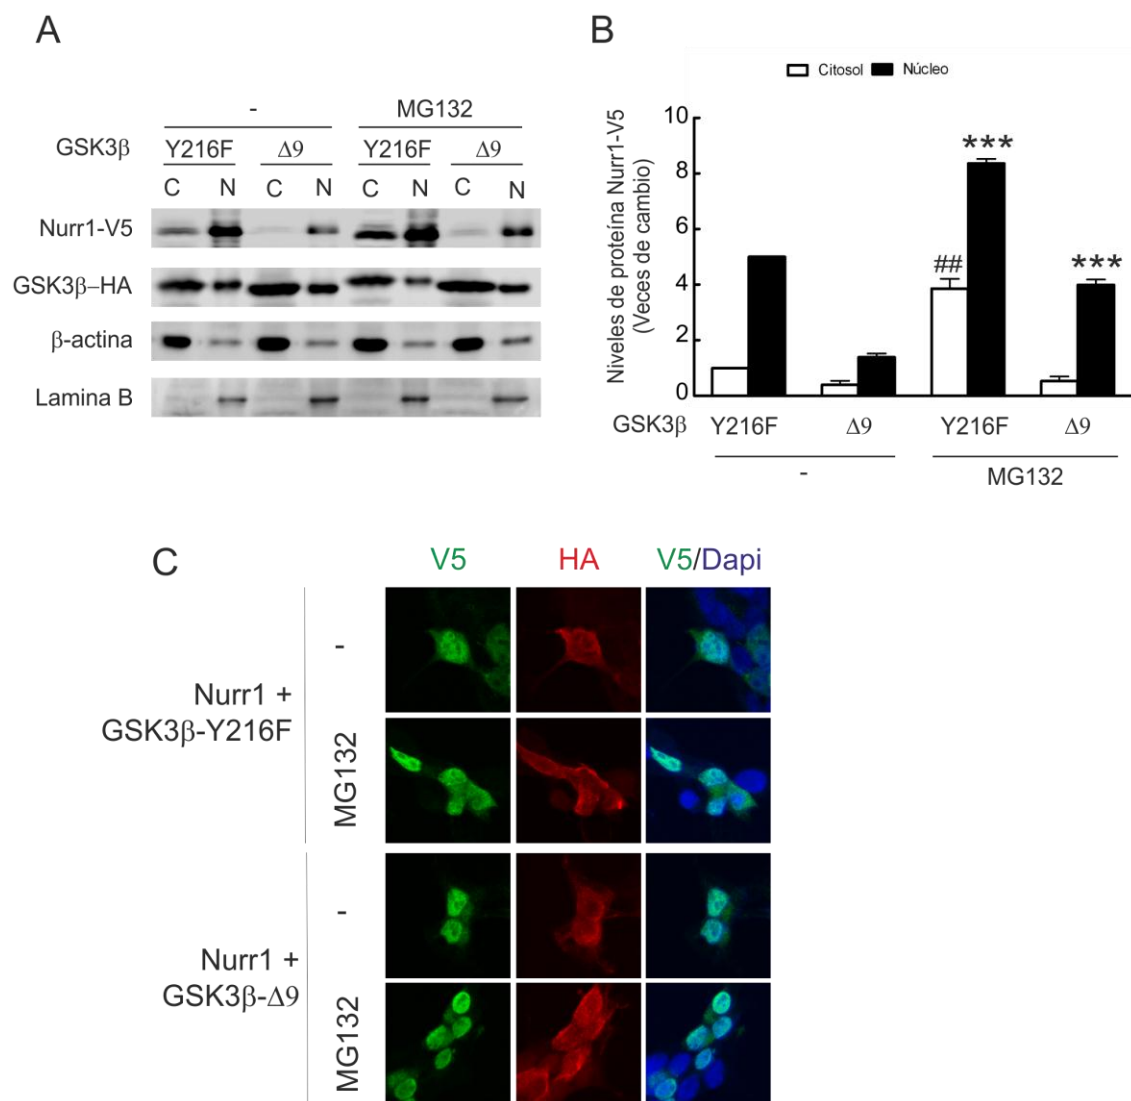 A
- MG132
GSK3β Y216F Δ9 Y216F Δ9
C N C N C N C N
Nurr1-V5
GSK3β–HA
β-actina
Lamina B
B
Citosol Núcleo
Niveles de proteína Nurr1-V5
(Veces de cambio)
10
8
6
4
2
0
***
##
***
GSK3β Y216F Δ9 Y216F Δ9
- MG132
C
V5 HA V5/Dapi
Nurr1 +
GSK3β-Y216F
-
MG132
Nurr1 +
GSK3β-Δ9
-
MG132